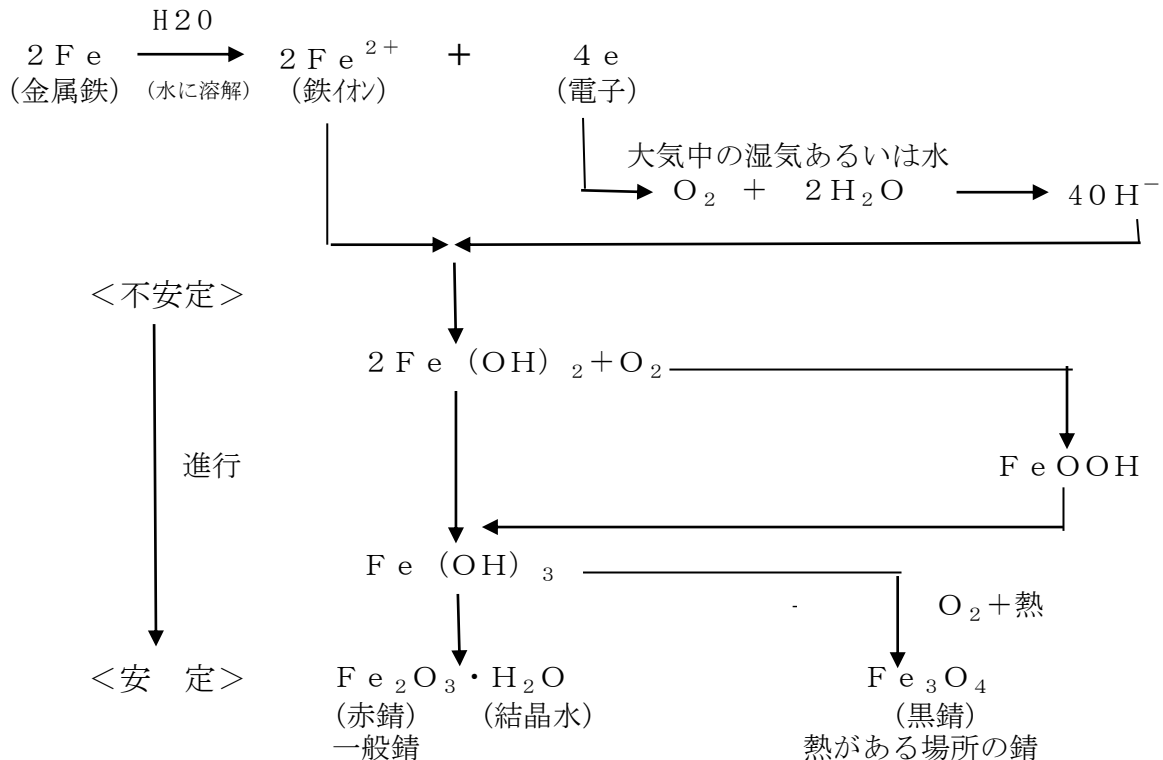 H2O
2Fe 2Fe²⁺ + 4e
(金属鉄) (水に溶解) (鉄イオン) (電子)
大気中の湿気あるいは水
O₂ + 2H₂O 4OH⁻
<不安定>
2Fe(OH)₂+O₂
進行 FeOOH
Fe(OH)₃
O₂+熱
<安 定> Fe₂O₃・H₂O Fe₃O₄
(赤錆) (結晶水) (黒錆)
一般錆 熱がある場所の錆